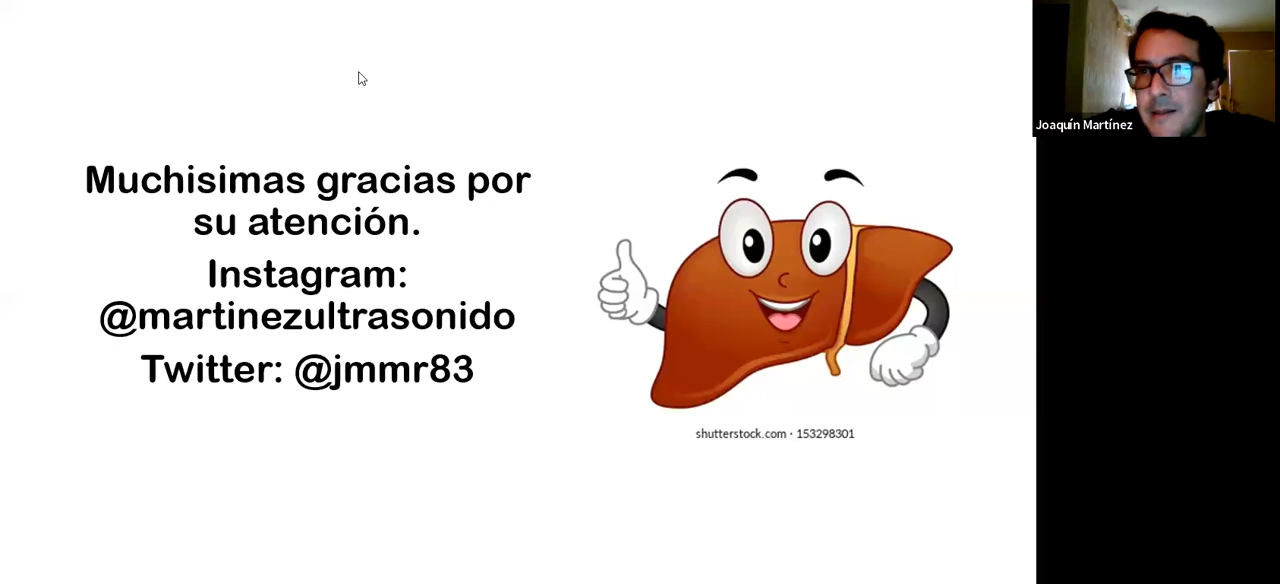 Muchisimas gracias por
su atención.
Instagram:
@martinezultrasonido
Twitter: @jmmr83
shutterstock.com · 153298301
Joaquín Martínez